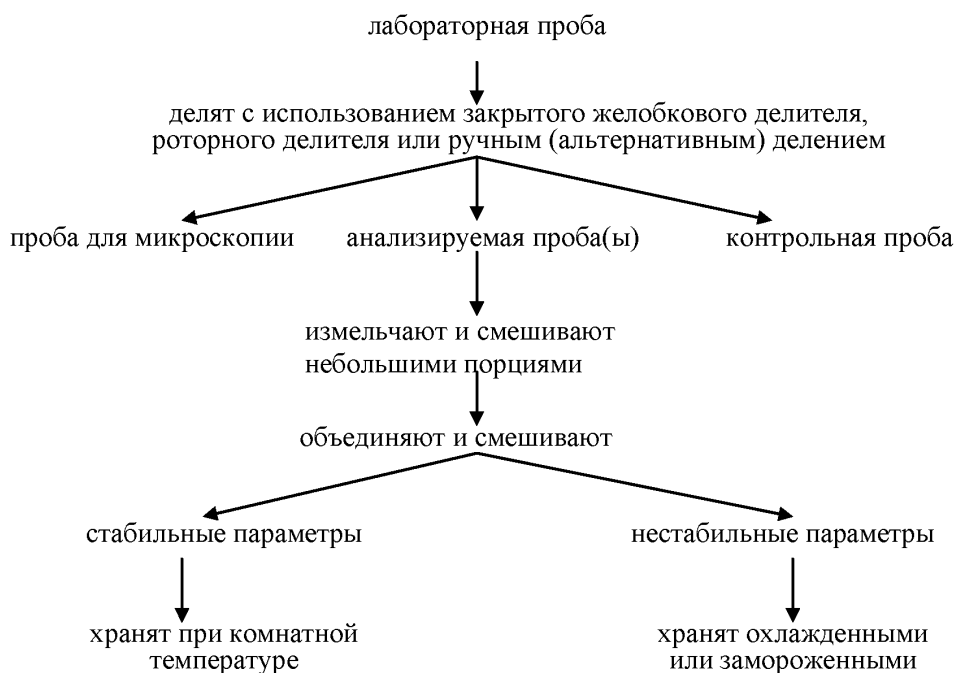 лабораторная проба
делят с использованием закрытого желобкового делителя,
роторного делителя или ручным (альтернативным) делением
проба для микроскопии
анализируемая проба(ы)
контрольная проба
измельчают и смешивают
небольшими порциями
объединяют и смешивают
стабильные параметры
нестабильные параметры
хранят при комнатной
температуре
хранят охлажденными
или замороженными